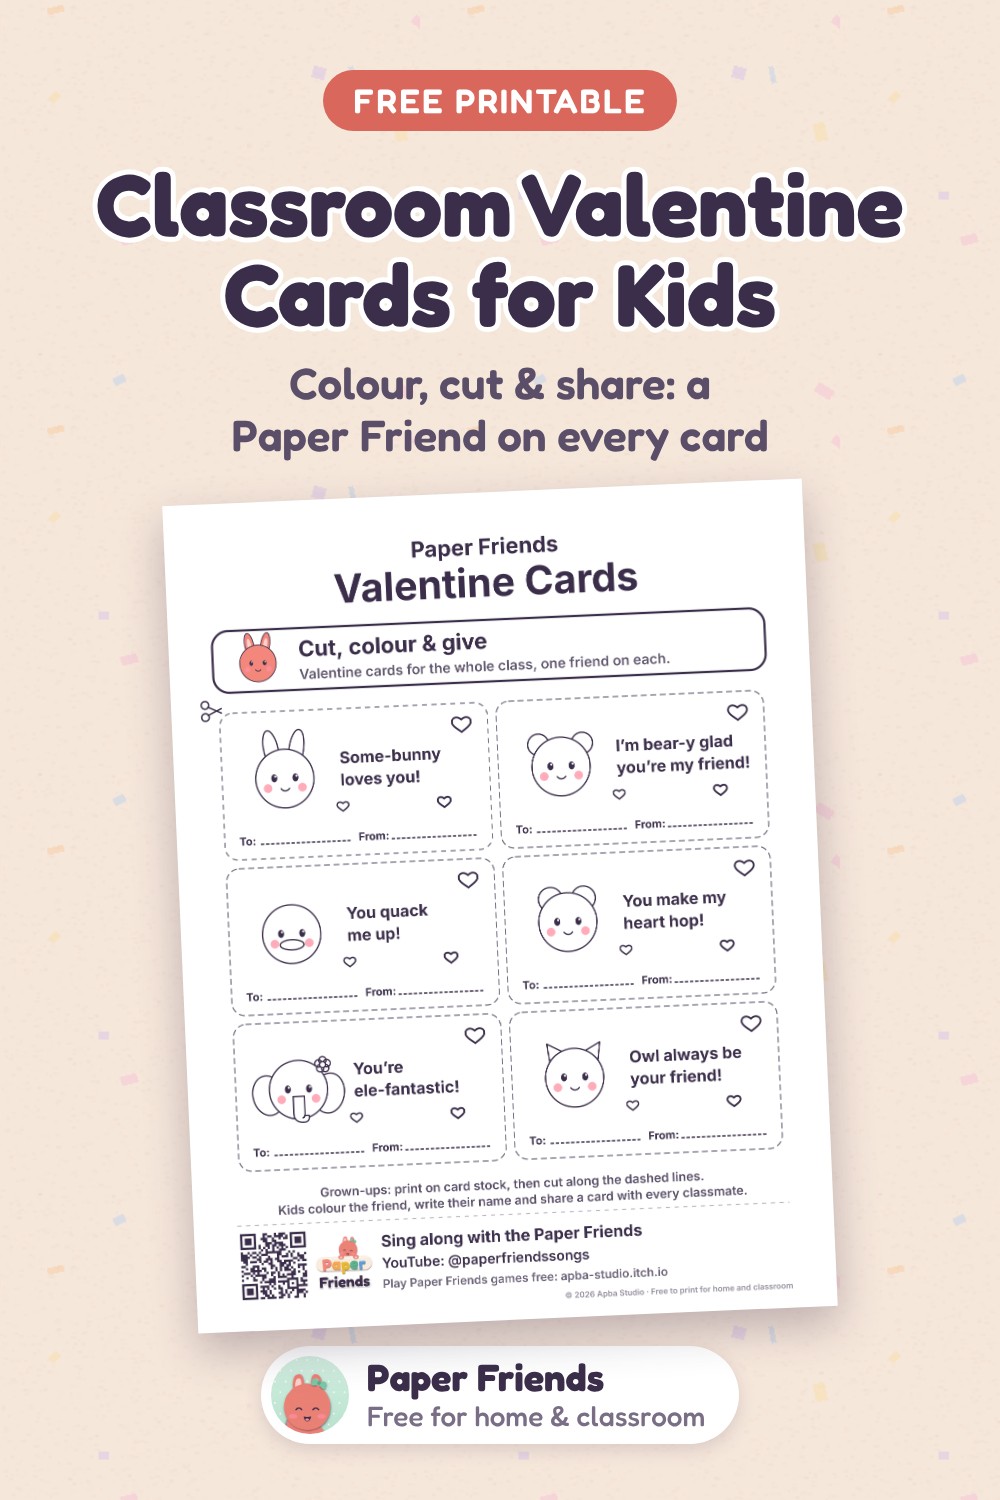 FREE PRINTABLE
Classroom Valentine
Cards for Kids
Colour, cut & share: a
Paper Friend on every card
Paper Friends
Valentine Cards
Cut, colour & give
Valentine cards for the whole class, one friend on each.
Some-bunny
loves you!
To: From:
I'm bear-y glad
you're my friend!
To: From:
You quack
me up!
To: From:
You make my
heart hop!
To: From:
You're
ele-fantastic!
To: From:
Owl always be
your friend!
To: From:
Grown-ups: print on card stock, then cut along the dashed lines.
Kids colour the friend, write their name and share a card with every classmate.
Paper
Friends
Sing along with the Paper Friends
YouTube: @paperfriendssongs
Play Paper Friends games free: apba-studio.itch.io
© 2026 Apba Studio · Free to print for home and classroom
Paper Friends
Free for home & classroom